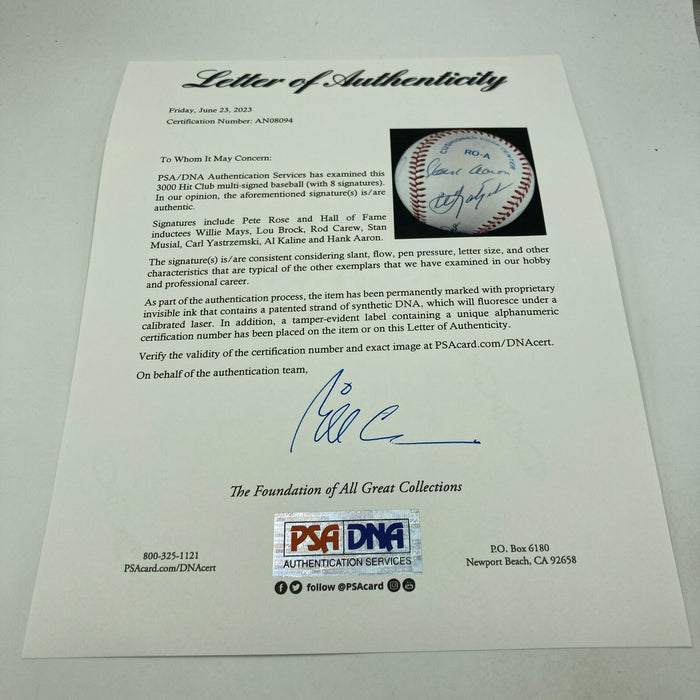 Letter of Authenticity
Friday, June 23, 2023
Certification Number: AN08094
To Whom It May Concern:
PSA/DNA Authentication Services has examined this
3000 Hit Club multi-signed baseball (with 8 signatures).
In our opinion, the aforementioned signature(s) is/are
authentic.
Signatures include Pete Rose and Hall of Fame
inductees Willie Mays, Lou Brock, Rod Carew, Stan
Musial, Carl Yastrzemski, Al Kaline and Hank Aaron.
RO-A
Hank Aaron
The signature(s) is/are consistent considering slant, flow, pen pressure, letter size, and other
characteristics that are typical of the other exemplars that we have examined in our hobby
and professional career.
As part of the authentication process, the item has been permanently marked with proprietary
invisible ink that contains a patented strand of synthetic DNA, which will fluoresce under a
calibrated laser. In addition, a tamper-evident label containing a unique alphanumeric
certification number has been placed on the item or on this Letter of Authenticity.
Verify the validity of the certification number and exact image at PSAcard.com/DNAcert.
On behalf of the authentication team,
The Foundation of All Great Collections
PSA DNA
AUTHENTICATION SERVICES
800-325-1121
PSAcard.com/DNAcert
P.O. Box 6180
Newport Beach, CA 92658
follow @PSAcard